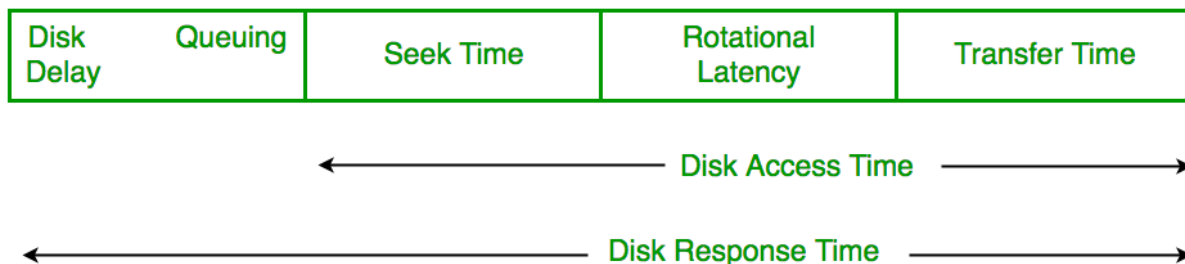 Disk Queuing
Delay
Seek Time
Rotational
Latency
Transfer Time
Disk Access Time
Disk Response Time